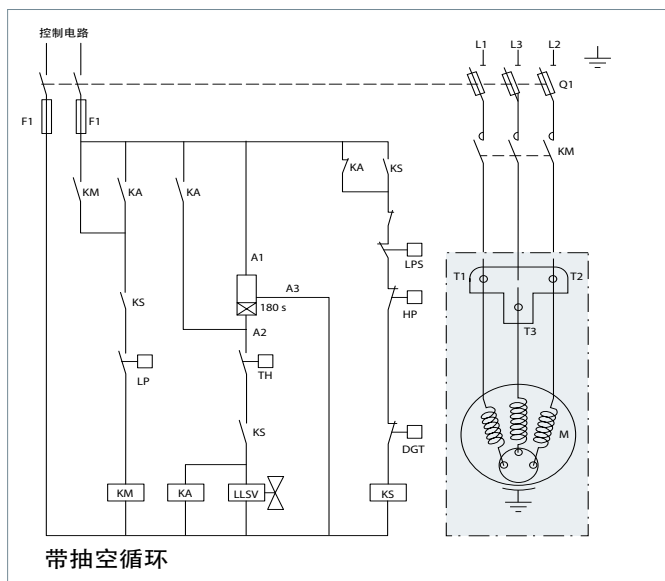 控制电路
L1 L3 L2
F1 F1 Q1
KM
KA KS
KM KA KA
LPS
A1
A3
T1 T2
180 s
HP
KS
A2
T3
LP TH
KS
M
DGT
KM KA LLSV KS
带抽空循环